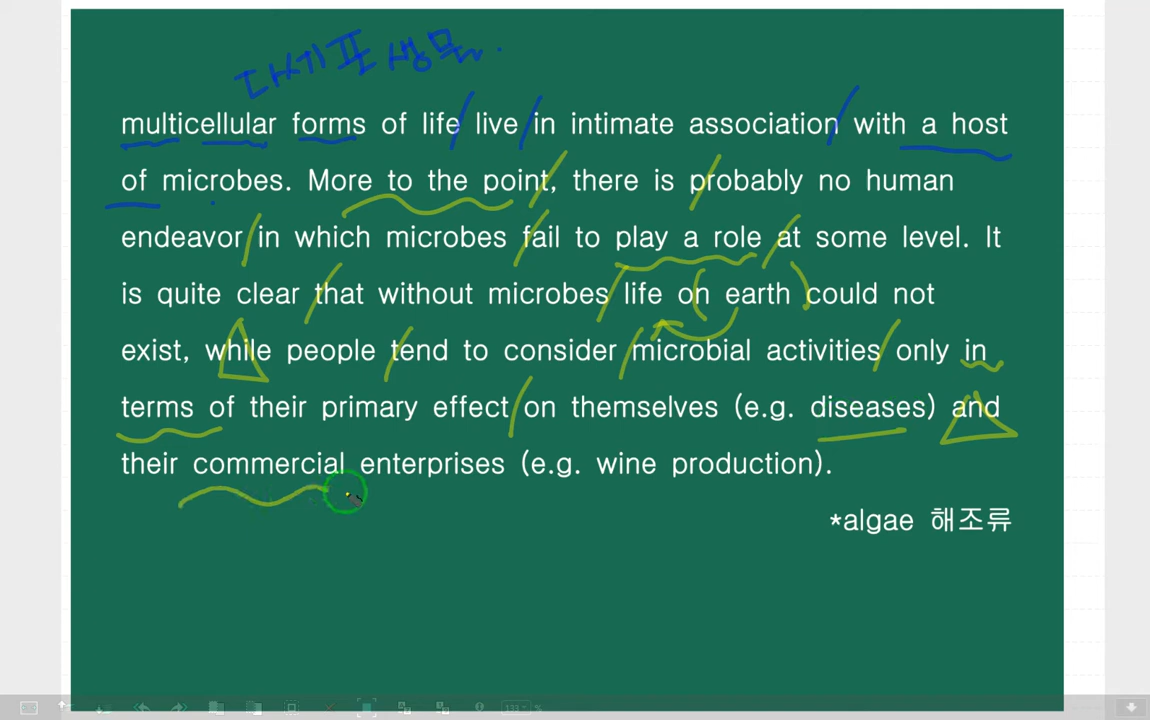 다세포 생물.
multicellular forms of life live in intimate association with a host
of microbes. More to the point, there is probably no human
endeavor in which microbes fail to play a role at some level. It
is quite clear that without microbes life on earth could not
exist, while people tend to consider microbial activities only in
terms of their primary effect on themselves (e.g. diseases) and
their commercial enterprises (e.g. wine production).
*algae 해조류
133 %